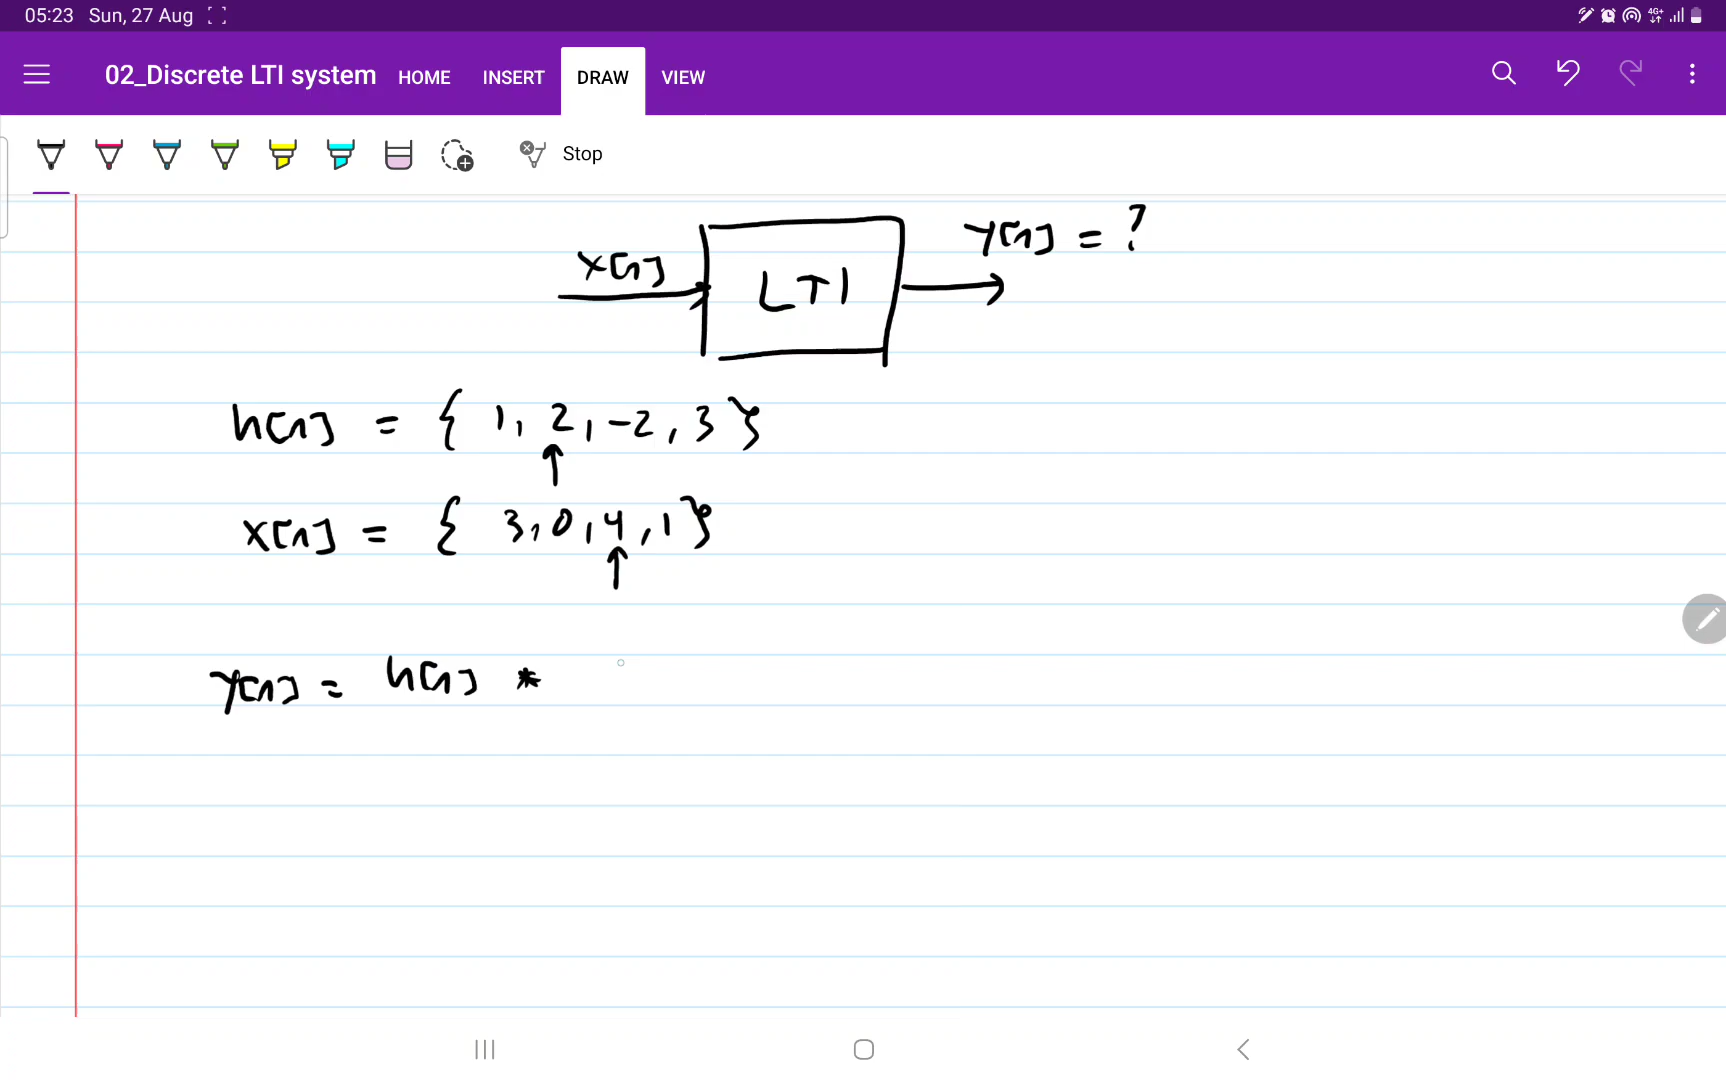 05:23 Sun, 27 Aug 4G+
02_Discrete LTI system HOME INSERT DRAW VIEW
Stop
x[n] LTI y[n] = ?
h[n] = { 1, 2, -2, 3 }
↑
x[n] = { 3, 0, 4, 1 }
↑
y[n] = h[n] *